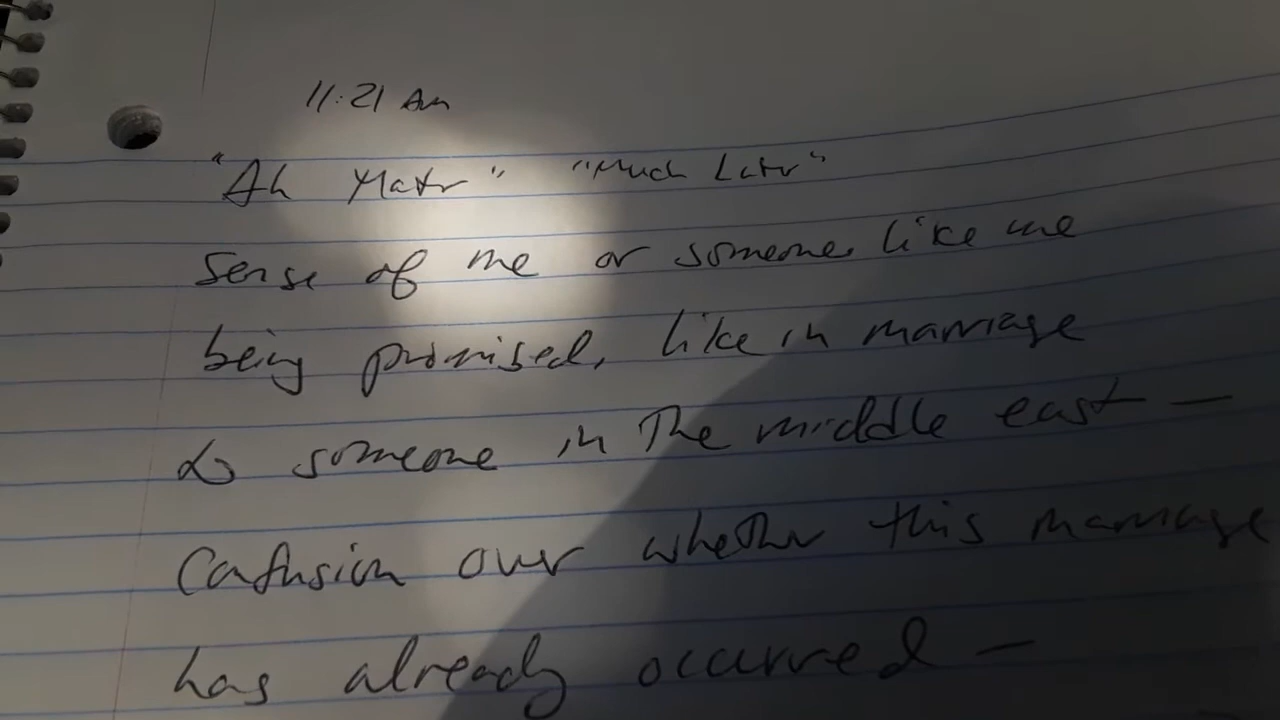 11:21 Am
"Ah " "Much Later"
Sense of me or someone like me
being promised, like in marriage
to someone in The middle east —
Confusion over whether this marriage
has already occurred —